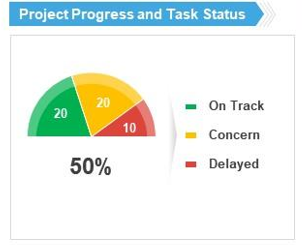 Project Progress and Task Status
20
20
10
50%
On Track
Concern
Delayed